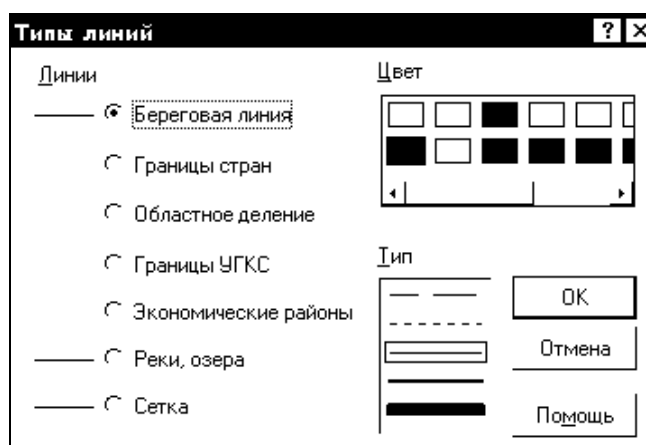 Типы линий
Линии
Береговая линия
Границы стран
Областное деление
Границы УГКС
Экономические районы
Реки, озера
Сетка
Цвет
Тип
OK
Отмена
Помощь